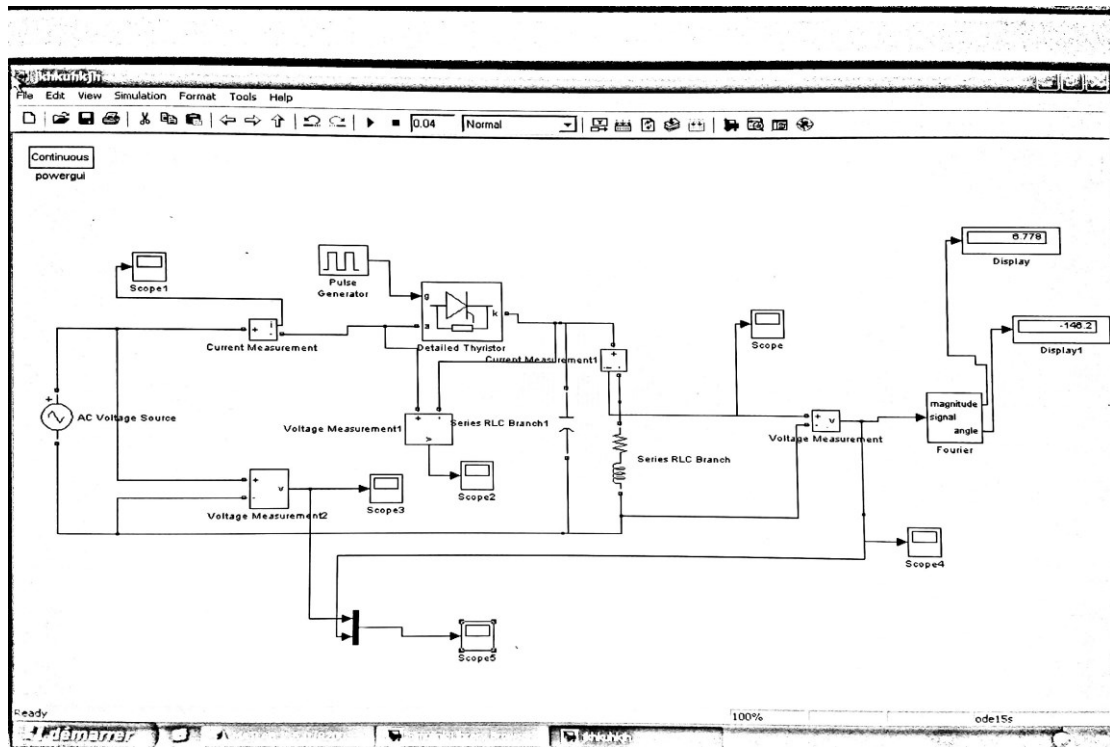 File Edit View Simulation Format Tools Help
0.04 Normal
Continuous
powergui
Scope1
Pulse
Generator
g
a
k
Detailed Thyristor
+
i
-
Current Measurement
Current Measurement1
+
i
-
Scope
6.778
Display
-146.2
Display1
+
AC Voltage Source
Voltage Measurement1
+
-
v
Series RLC Branch1
Series RLC Branch
+
-
v
Voltage Measurement
magnitude
signal
angle
Fourier
+
-
v
Voltage Measurement2
Scope3
Scope2
Scope4
Scope5
Ready
100%
ode15s
démarrer